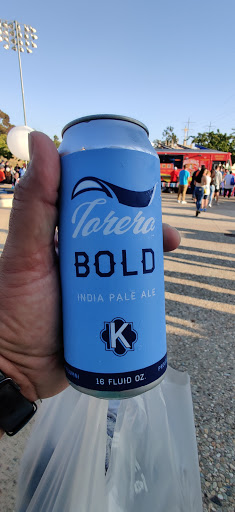 Torero
BOLD
INDIA PALE ALE
K
16 FLUID OZ.